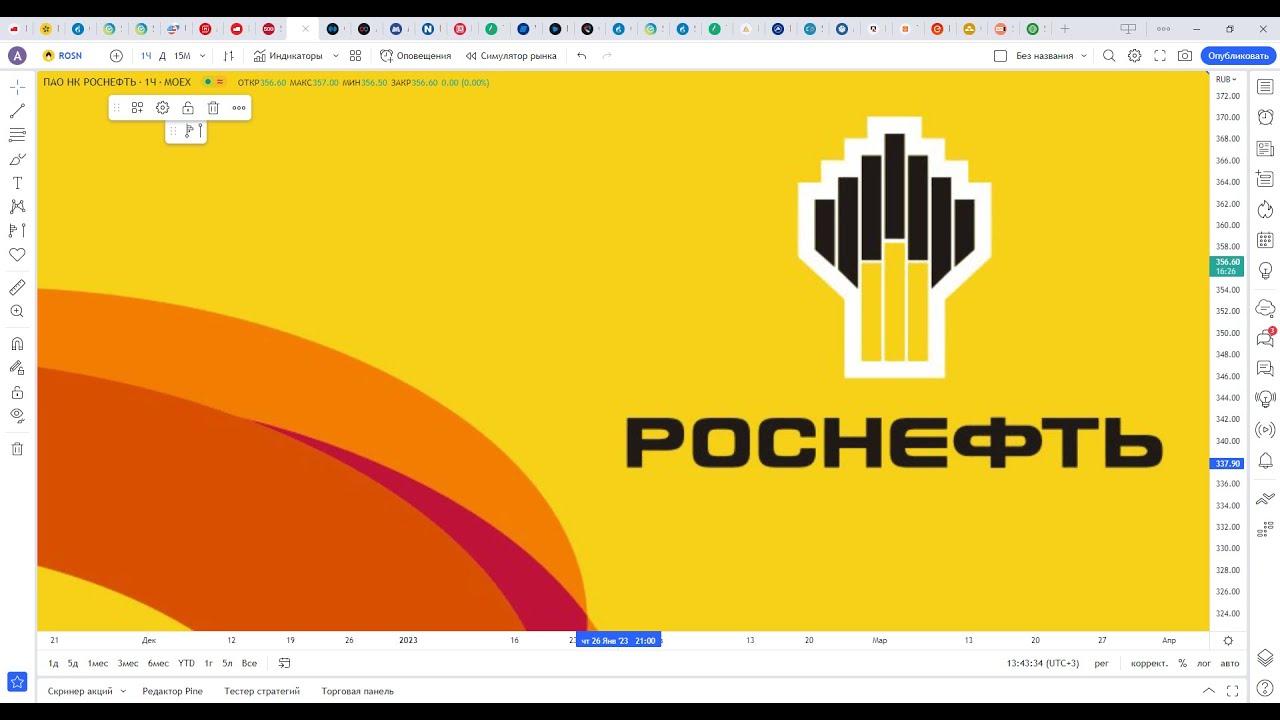 A
ROSN
1Ч
Д
15М
Индикаторы
Оповещения
Симулятор рынка
Без названия
Опубликовать
ПАО НК РОСНЕФТЬ · 1Ч · MOEX
ОТКР356.60 МАКС357.00 МИН356.50 ЗАКР356.60 0.00 (0.00%)
RUB
372.00
370.00
368.00
366.00
364.00
362.00
360.00
358.00
356.60
16:26
354.00
352.00
350.00
348.00
346.00
344.00
342.00
340.00
337.90
336.00
334.00
332.00
330.00
328.00
326.00
324.00
РОСНЕФТЬ
3
21
Дек
12
19
26
2023
16
чт 26 Янв '23 21:00
13
20
Мар
13
20
27
Апр
1д 5д 1мес 3мес 6мес YTD 1г 5л Все
13:43:34 (UTC+3)
рег
коррект.
%
лог
авто
Скринер акций
Редактор Pine
Тестер стратегий
Торговая панель